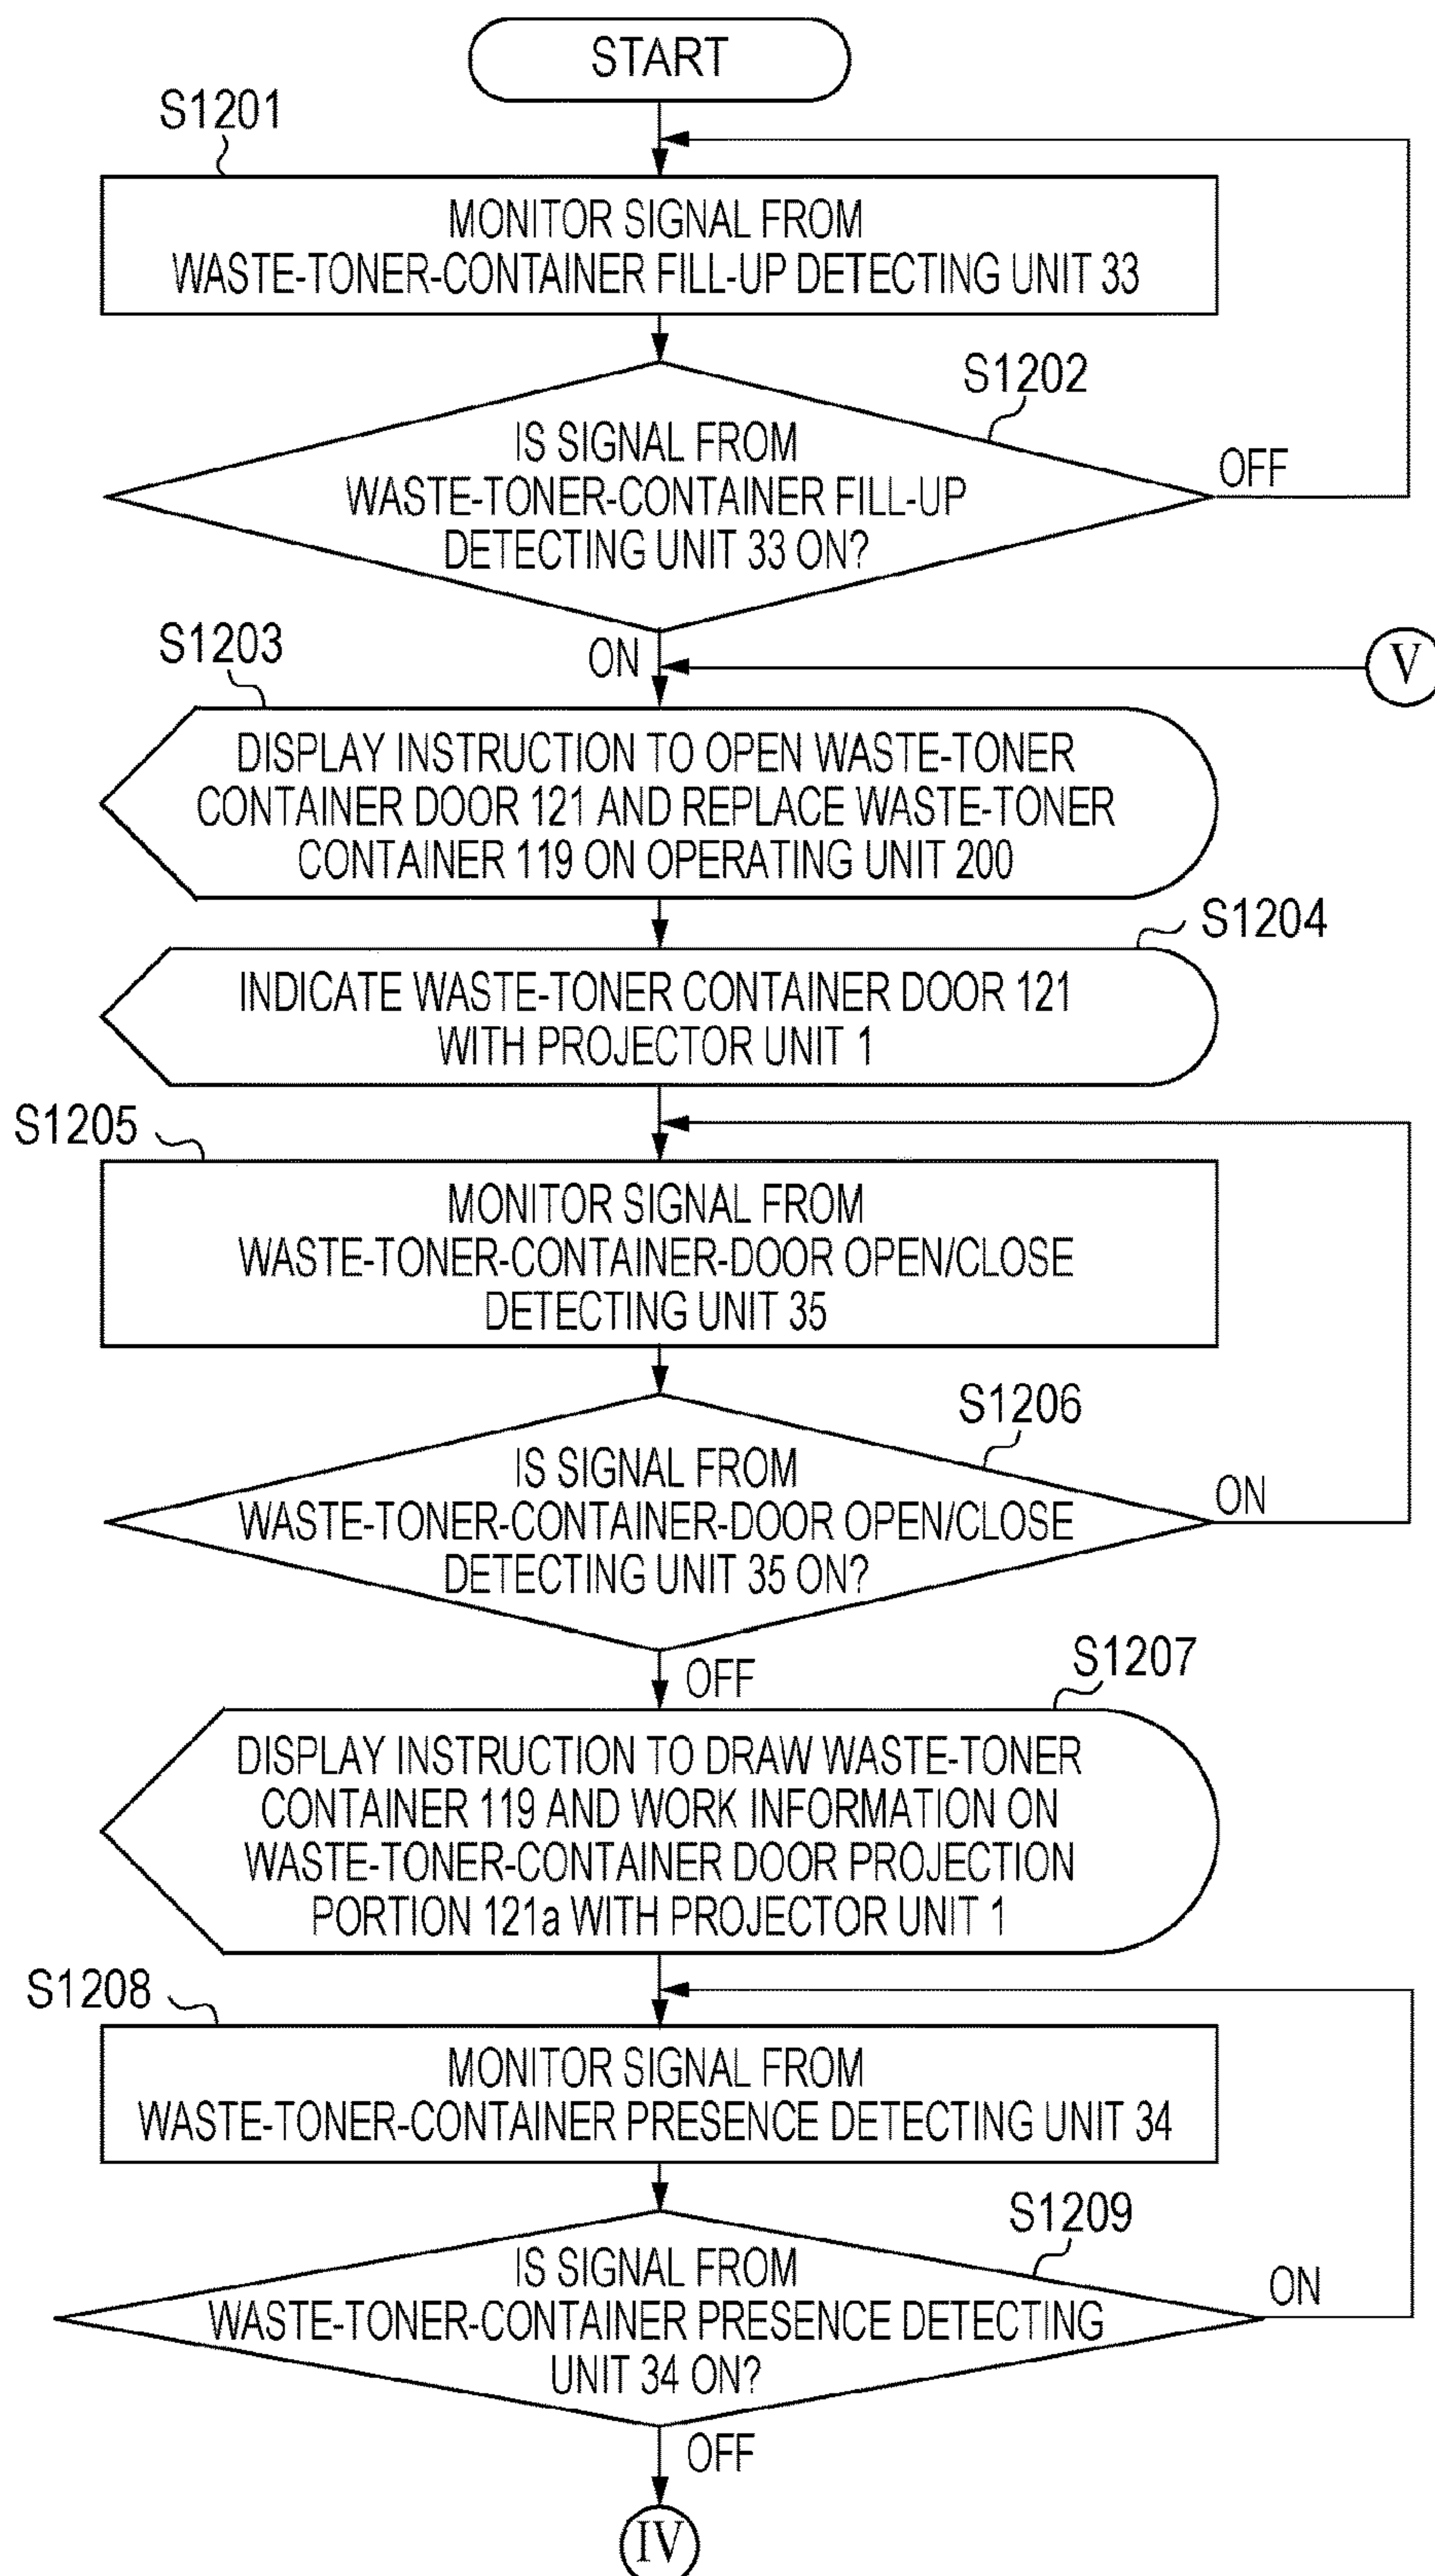 START
S1201
MONITOR SIGNAL FROM
WASTE-TONER-CONTAINER FILL-UP DETECTING UNIT 33
S1202
IS SIGNAL FROM
WASTE-TONER-CONTAINER FILL-UP
DETECTING UNIT 33 ON?
OFF
ON
V
S1203
DISPLAY INSTRUCTION TO OPEN WASTE-TONER
CONTAINER DOOR 121 AND REPLACE WASTE-TONER
CONTAINER 119 ON OPERATING UNIT 200
S1204
INDICATE WASTE-TONER CONTAINER DOOR 121
WITH PROJECTOR UNIT 1
S1205
MONITOR SIGNAL FROM
WASTE-TONER-CONTAINER-DOOR OPEN/CLOSE
DETECTING UNIT 35
S1206
IS SIGNAL FROM
WASTE-TONER-CONTAINER-DOOR OPEN/CLOSE
DETECTING UNIT 35 ON?
ON
OFF
S1207
DISPLAY INSTRUCTION TO DRAW WASTE-TONER
CONTAINER 119 AND WORK INFORMATION ON
WASTE-TONER-CONTAINER DOOR PROJECTION
PORTION 121a WITH PROJECTOR UNIT 1
S1208
MONITOR SIGNAL FROM
WASTE-TONER-CONTAINER PRESENCE DETECTING UNIT 34
S1209
IS SIGNAL FROM
WASTE-TONER-CONTAINER PRESENCE DETECTING
UNIT 34 ON?
ON
OFF
IV